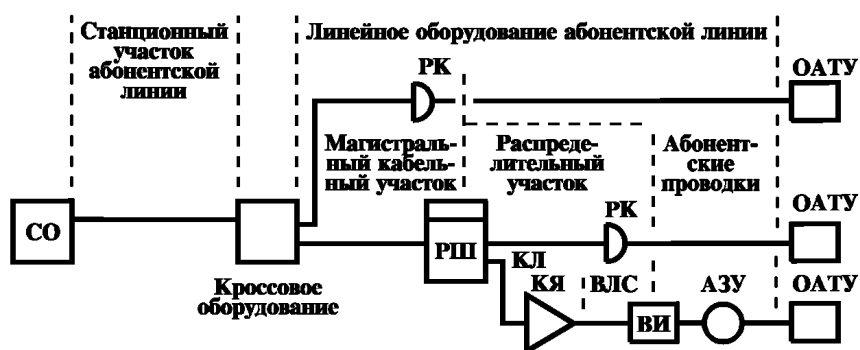 Станционный
участок
абонентской
линии
Линейное оборудование абонентской линии
РК
ОАТУ
Магистраль-
ный кабель-
ный участок
Распреде-
лительный
участок
Абонент-
ские
проводки
СО
РШ
РК
ОАТУ
Кроссовое
оборудование
КЛ
КЯ
ВЛС
ВИ
АЗУ
ОАТУ